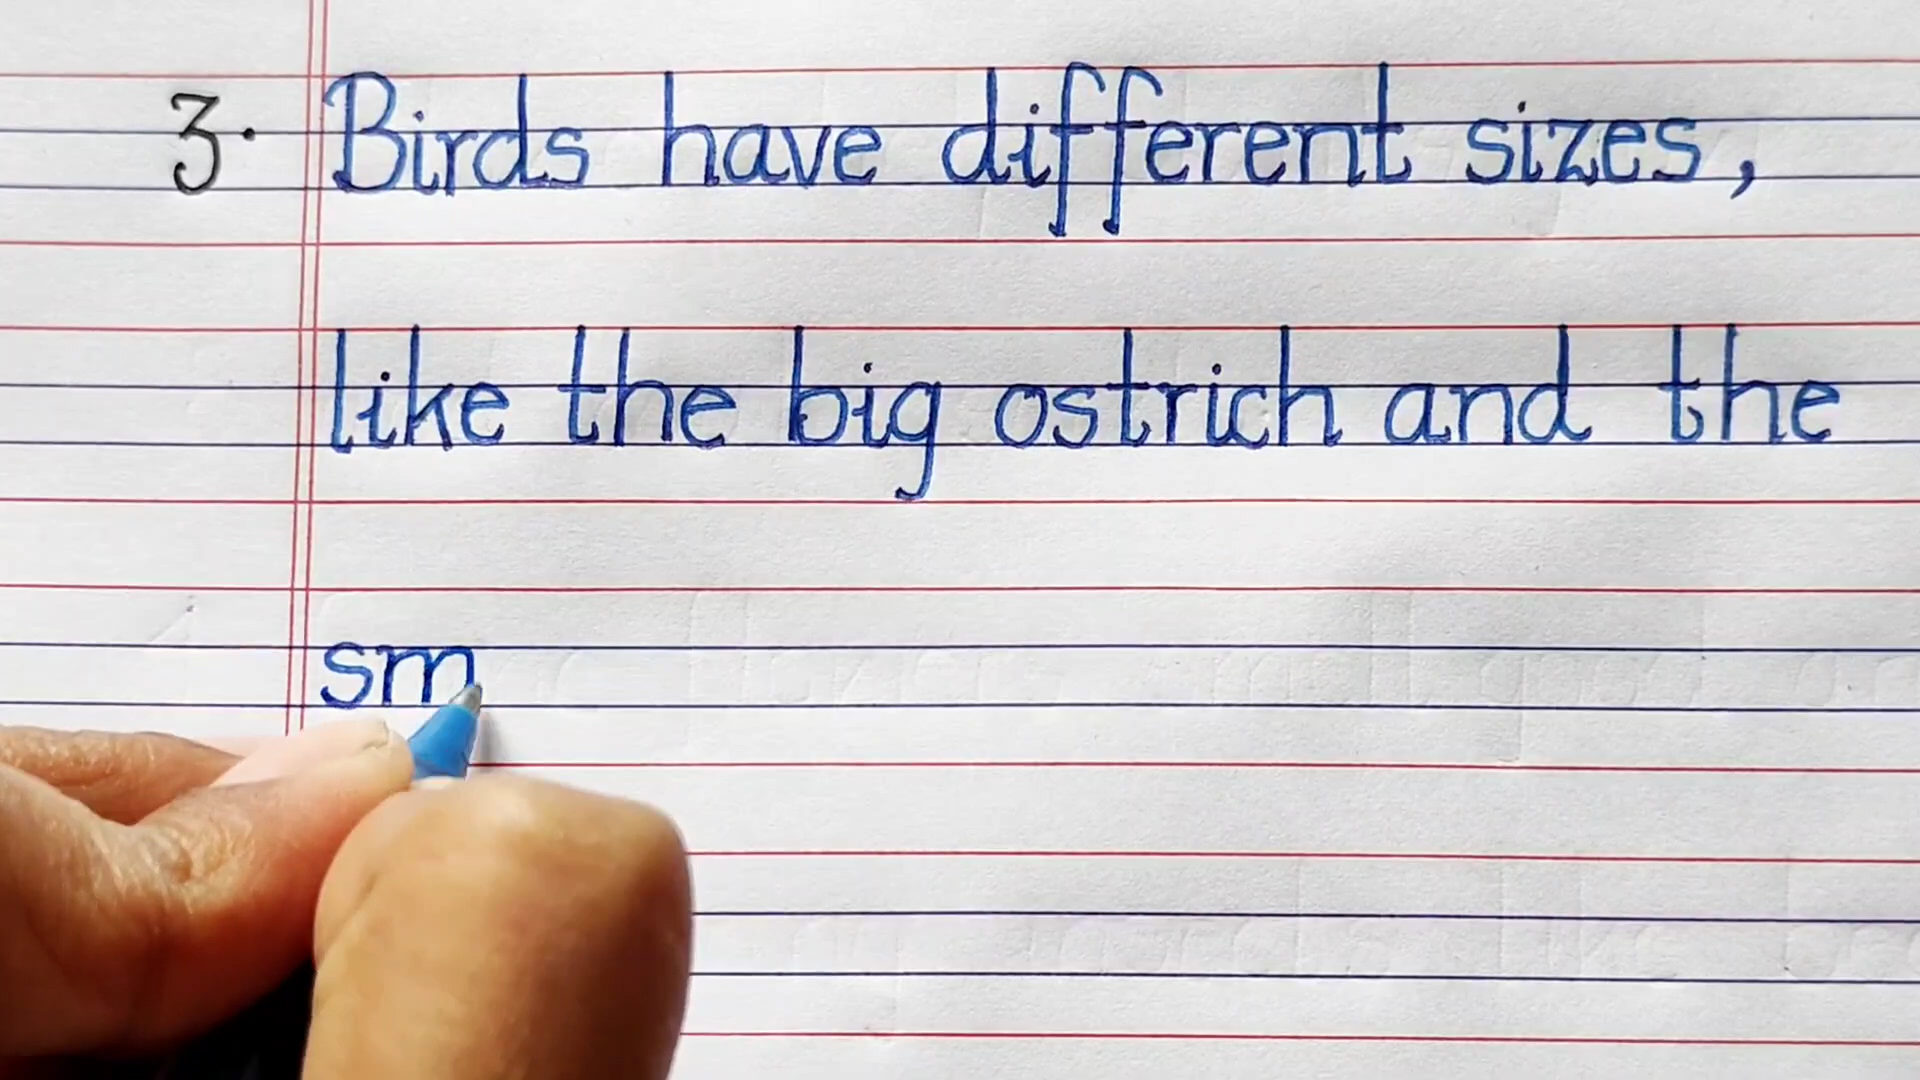 3. Birds have different sizes,
like the big ostrich and the
sm